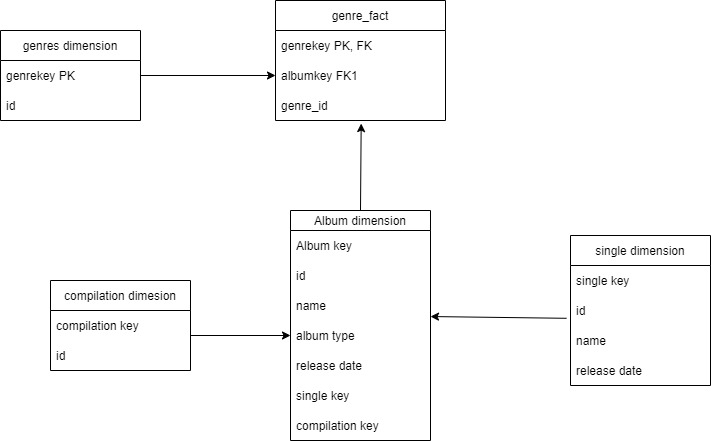 genre_fact
genrekey PK, FK
albumkey FK1
genre_id
genres dimension
genrekey PK
id
Album dimension
Album key
id
name
album type
release date
single key
compilation key
single dimension
single key
id
name
release date
compilation dimesion
compilation key
id